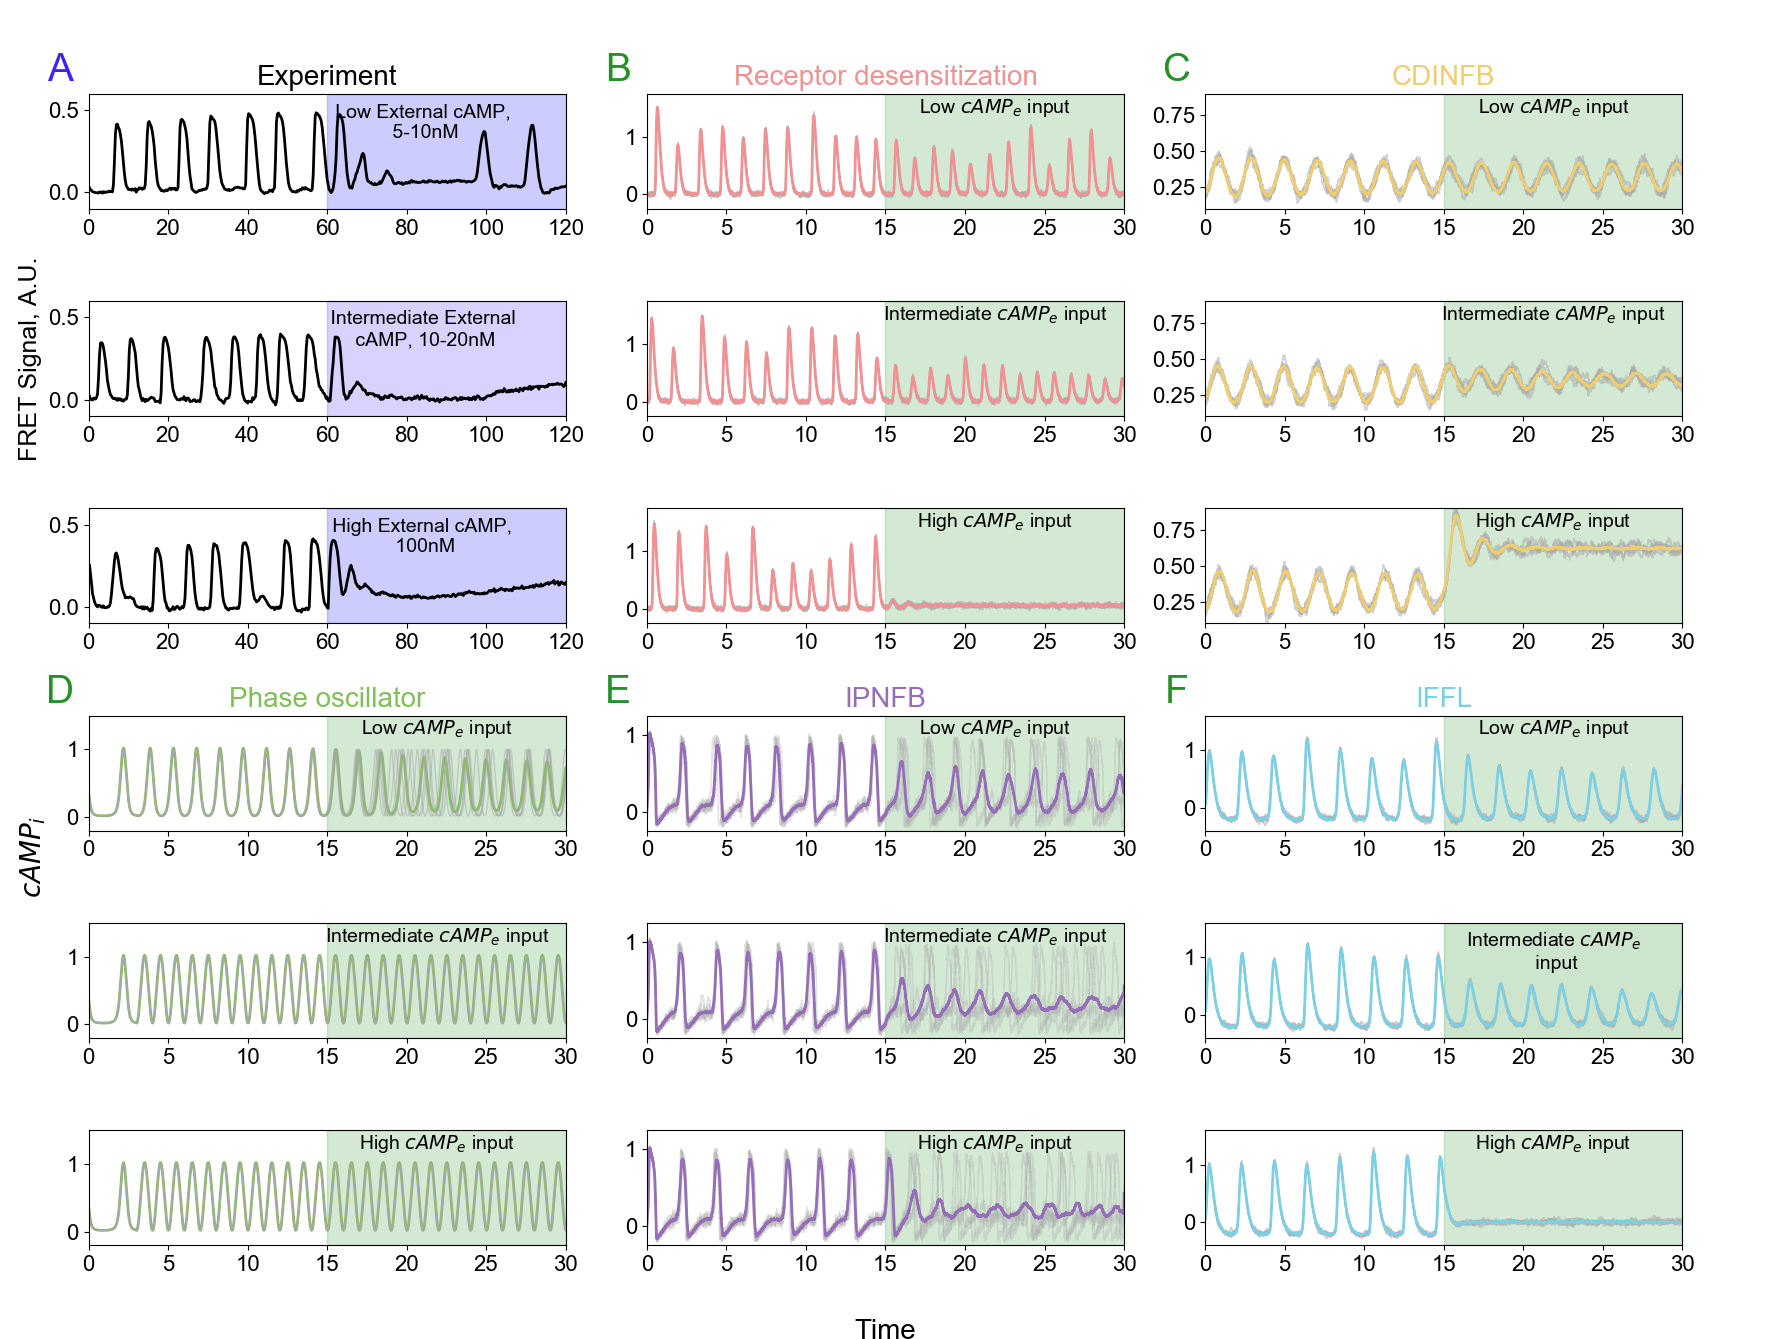 A
Experiment
B
Receptor desensitization
C
CDINFB
FRET Signal, A.U.
0.5
0.0
Low External cAMP,
5-10nM
0 20 40 60 80 100 120
1
0
Low cAMPe input
0 5 10 15 20 25 30
0.75
0.50
0.25
Low cAMPe input
0 5 10 15 20 25 30
0.5
0.0
Intermediate External
cAMP, 10-20nM
0 20 40 60 80 100 120
1
0
Intermediate cAMPe input
0 5 10 15 20 25 30
0.75
0.50
0.25
Intermediate cAMPe input
0 5 10 15 20 25 30
0.5
0.0
High External cAMP,
100nM
0 20 40 60 80 100 120
1
0
High cAMPe input
0 5 10 15 20 25 30
0.75
0.50
0.25
High cAMPe input
0 5 10 15 20 25 30
D
Phase oscillator
E
IPNFB
F
IFFL
cAMPi
1
0
Low cAMPe input
0 5 10 15 20 25 30
1
0
Low cAMPe input
0 5 10 15 20 25 30
1
0
Low cAMPe input
0 5 10 15 20 25 30
1
0
Intermediate cAMPe input
0 5 10 15 20 25 30
1
0
Intermediate cAMPe input
0 5 10 15 20 25 30
1
0
Intermediate cAMPe
input
0 5 10 15 20 25 30
1
0
High cAMPe input
0 5 10 15 20 25 30
1
0
High cAMPe input
0 5 10 15 20 25 30
1
0
High cAMPe input
0 5 10 15 20 25 30
Time